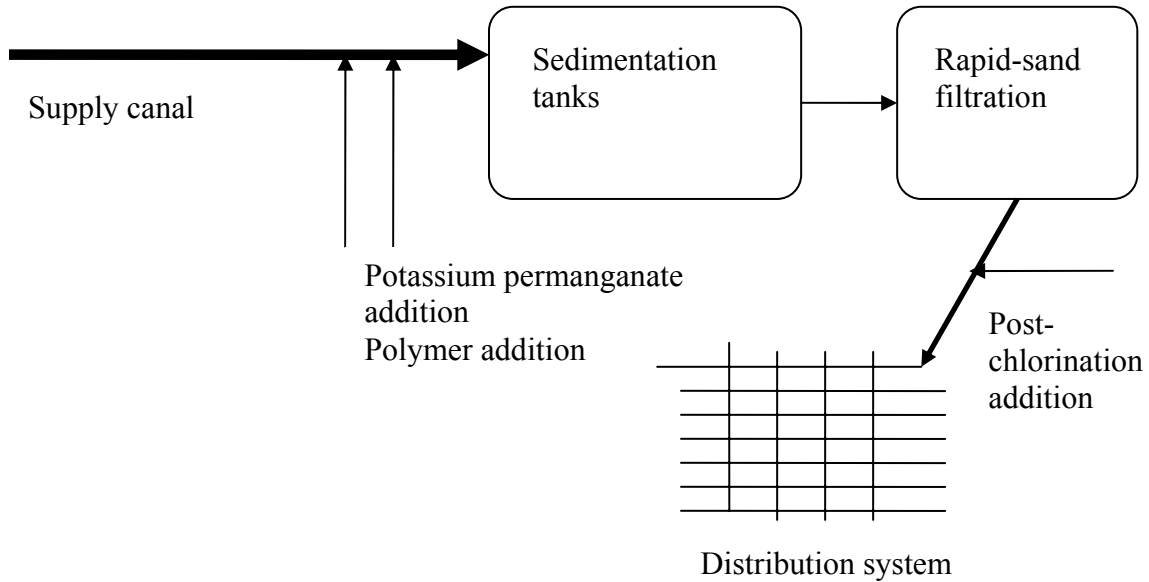 Supply canal
Sedimentation
tanks
Rapid-sand
filtration
Potassium permanganate
addition
Polymer addition
Post-
chlorination
addition
Distribution system